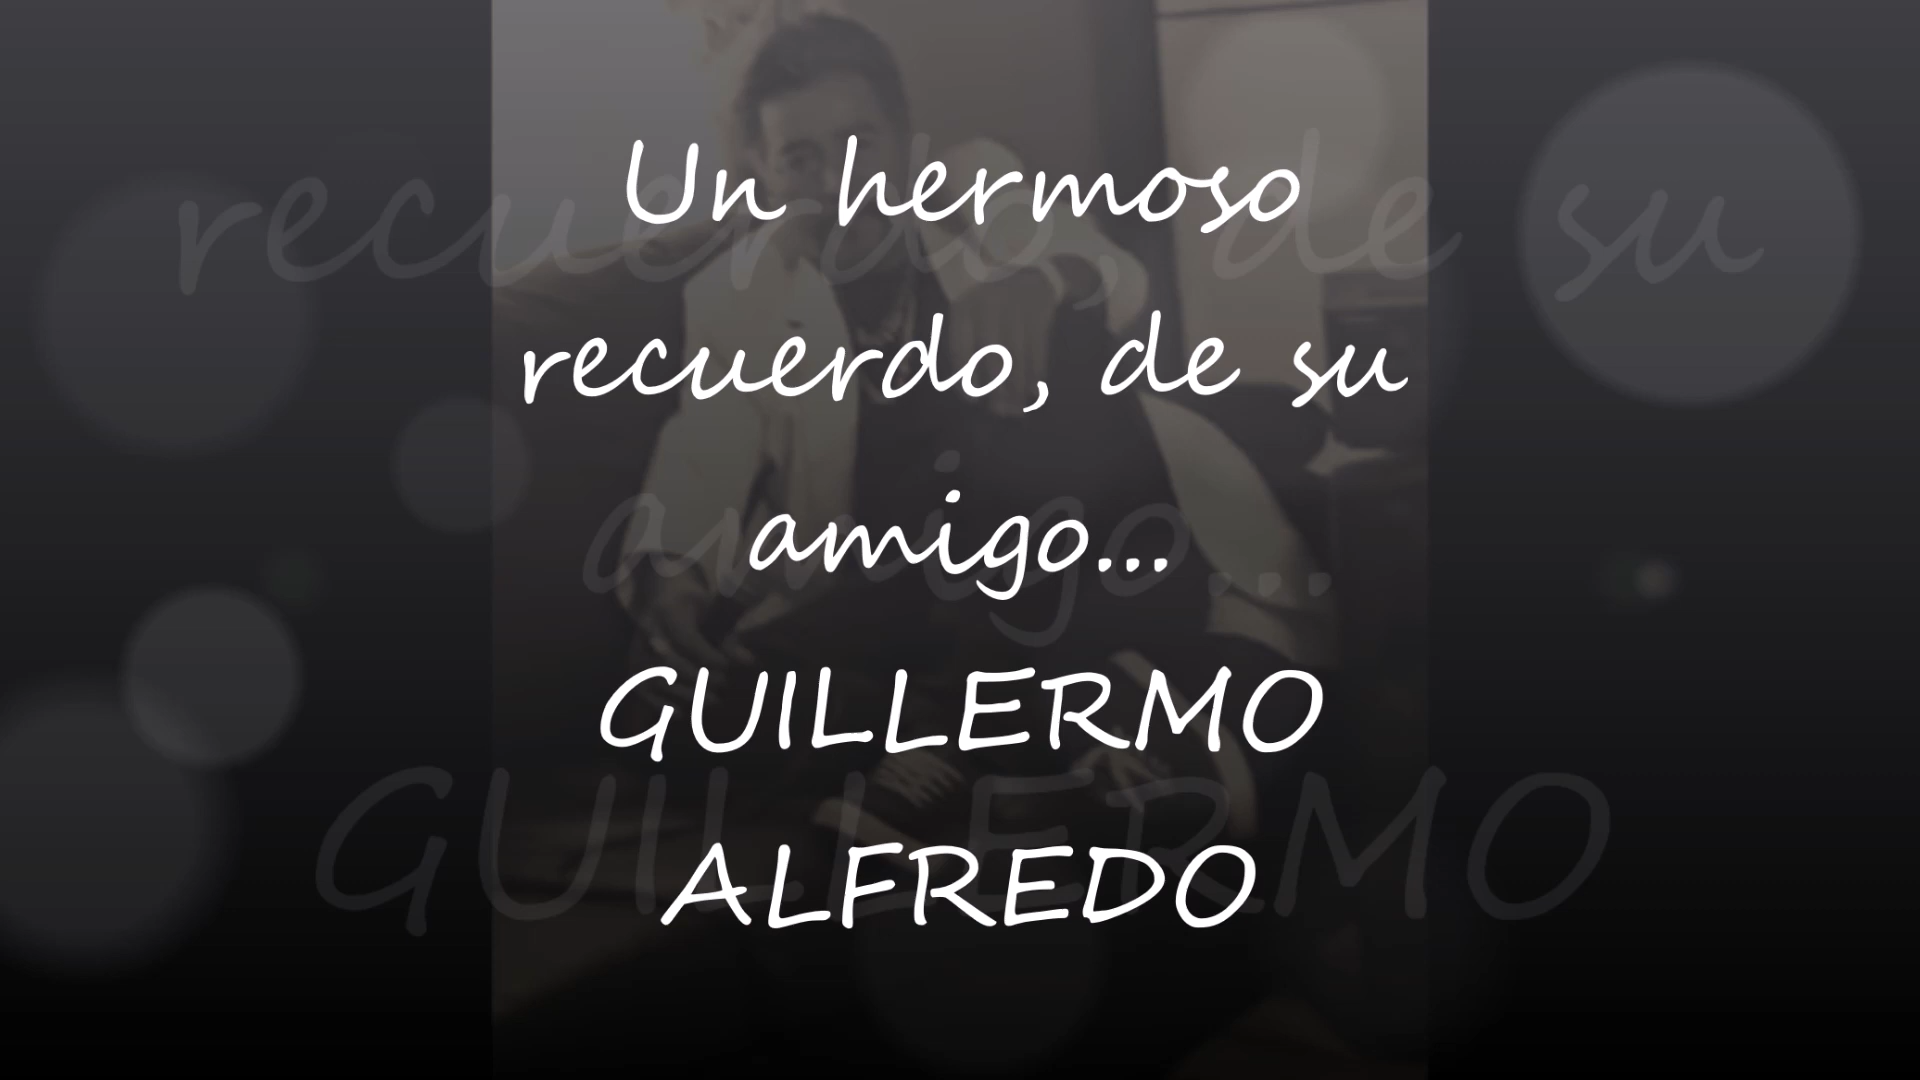 Un hermoso
recuerdo, de su
amigo...
GUILLERMO
ALFREDO